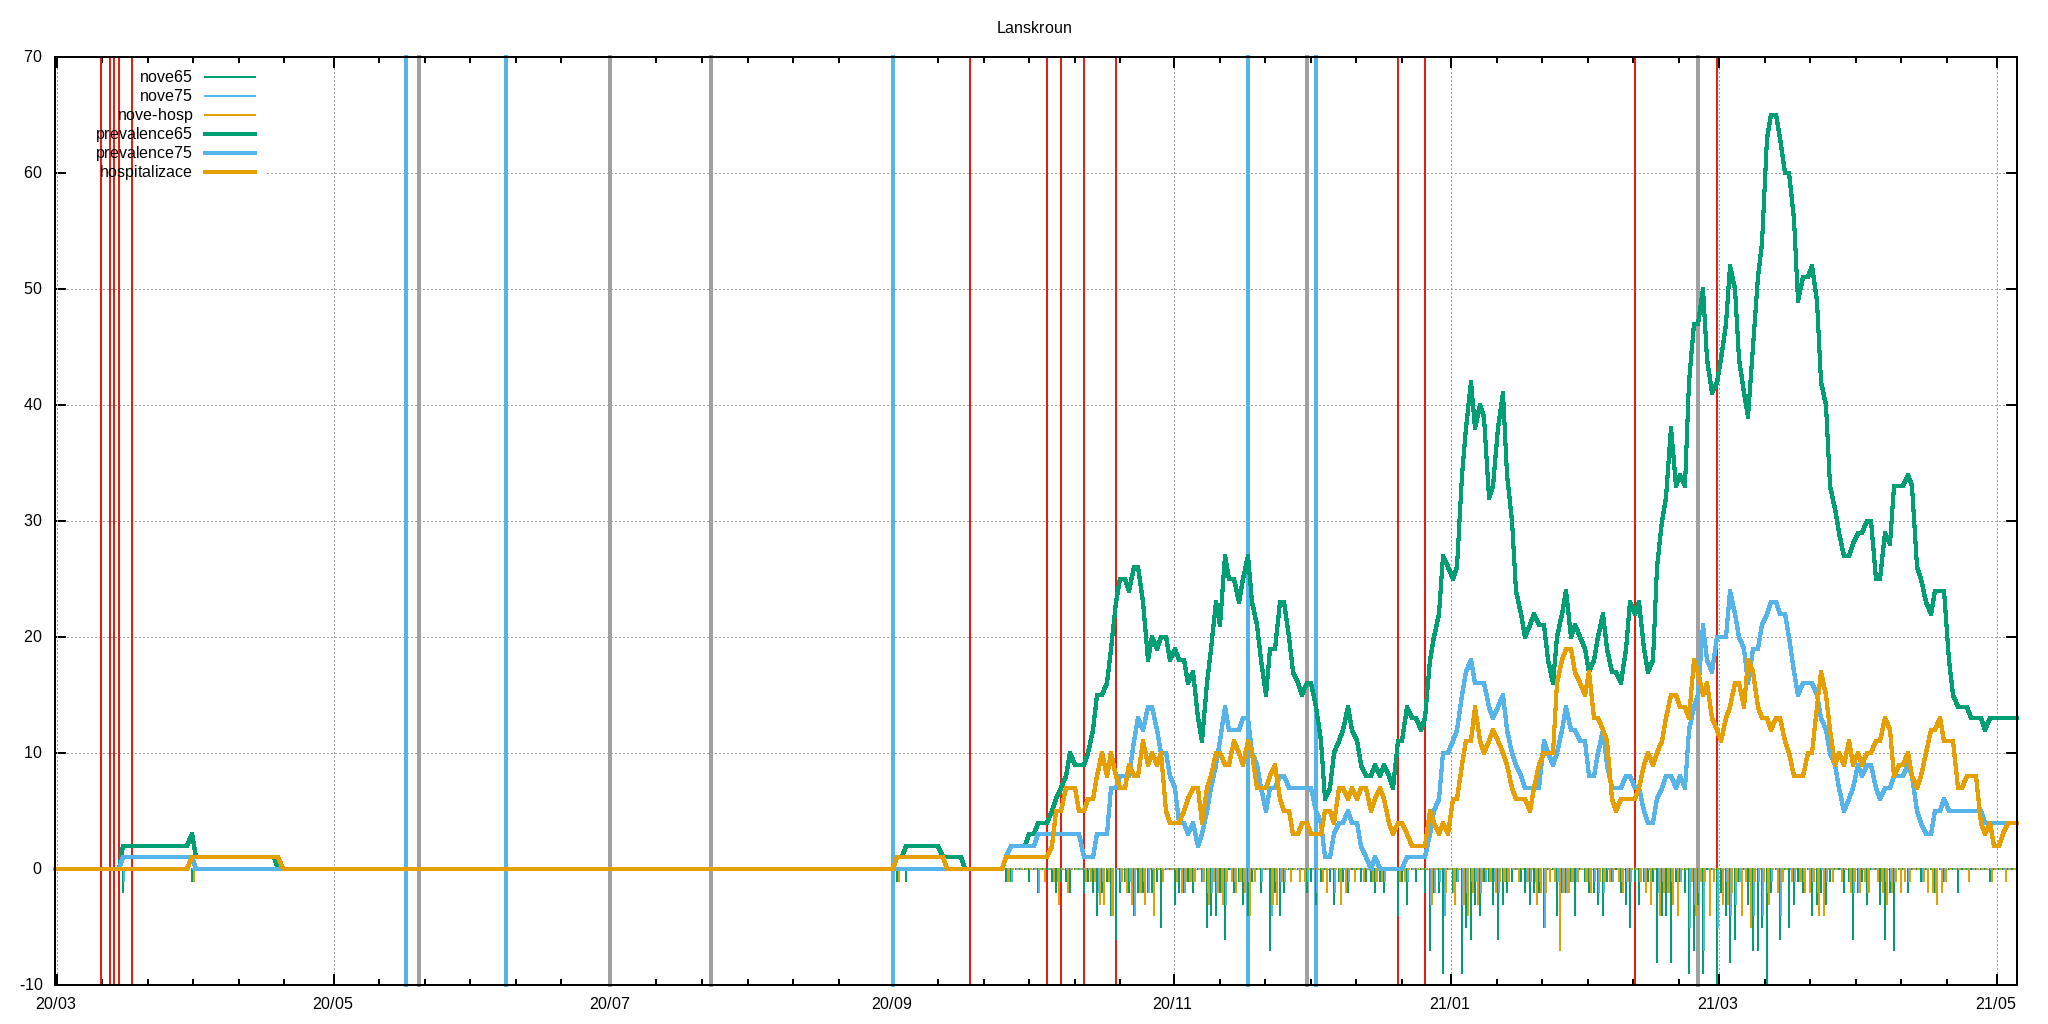 Lanskroun
70
60
50
40
30
20
10
0
-10
nove65
nove75
nove-hosp
prevalence65
prevalence75
hospitalizace
20/03 20/05 20/07 20/09 20/11 21/01 21/03 21/05